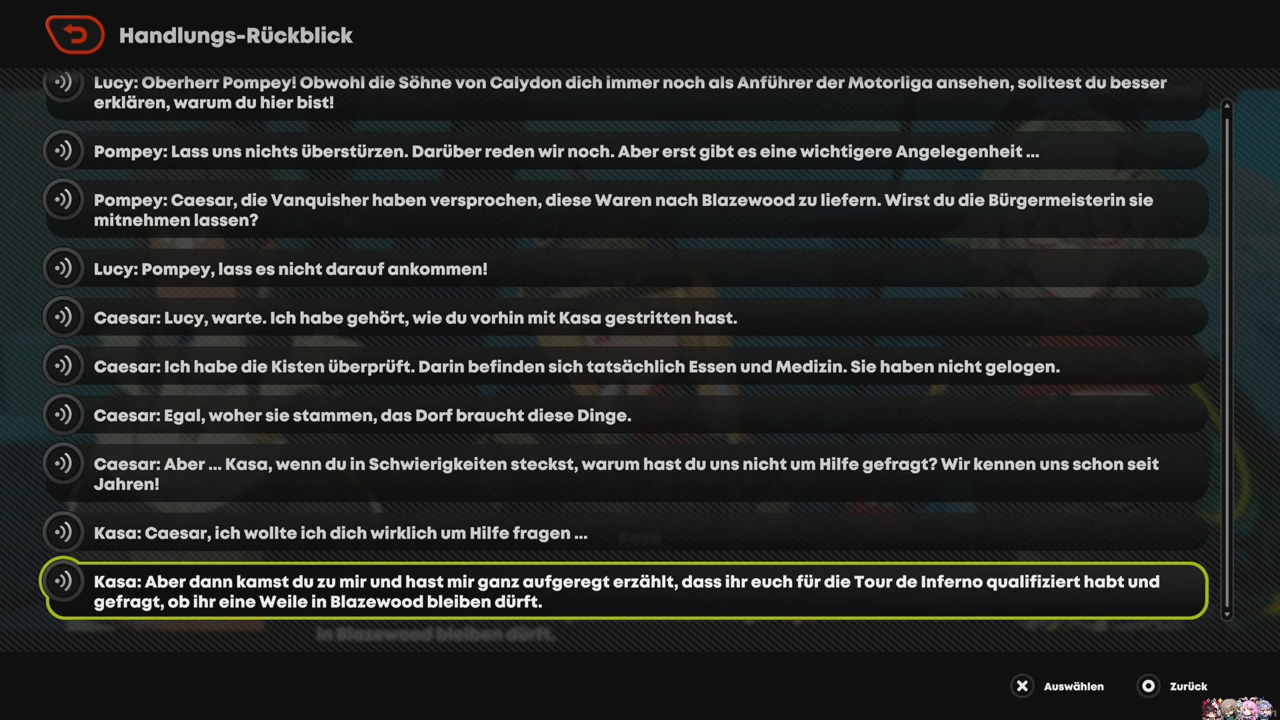 Handlungs-Rückblick
Lucy: Oberherr Pompey! Obwohl die Söhne von Calydon dich immer noch als Anführer der Motorliga ansehen, solltest du besser
erklären, warum du hier bist!
Pompey: Lass uns nichts überstürzen. Darüber reden wir noch. Aber erst gibt es eine wichtigere Angelegenheit ...
Pompey: Caesar, die Vanquisher haben versprochen, diese Waren nach Blazewood zu liefern. Wirst du die Bürgermeisterin sie
mitnehmen lassen?
Lucy: Pompey, lass es nicht darauf ankommen!
Caesar: Lucy, warte. Ich habe gehört, wie du vorhin mit Kasa gestritten hast.
Caesar: Ich habe die Kisten überprüft. Darin befinden sich tatsächlich Essen und Medizin. Sie haben nicht gelogen.
Caesar: Egal, woher sie stammen, das Dorf braucht diese Dinge.
Caesar: Aber ... Kasa, wenn du in Schwierigkeiten steckst, warum hast du uns nicht um Hilfe gefragt? Wir kennen uns schon seit
Jahren!
Kasa: Caesar, ich wollte ich dich wirklich um Hilfe fragen ...
Kasa
Kasa: Aber dann kamst du zu mir und hast mir ganz aufgeregt erzählt, dass ihr euch für die Tour de Inferno qualifiziert habt und
gefragt, ob ihr eine Weile in Blazewood bleiben dürft.
in Blazewood bleiben dürft.
Auswählen
Zurück